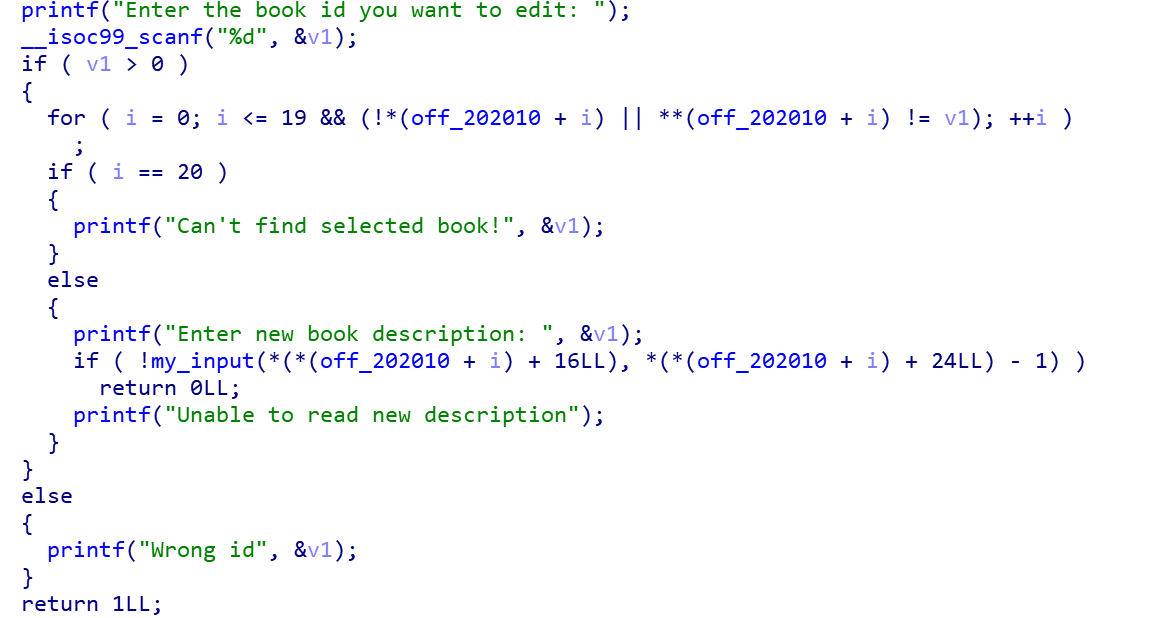 printf("Enter the book id you want to edit: ");
__isoc99_scanf("%d", &v1);
if ( v1 > 0 )
{
for ( i = 0; i <= 19 && (!*(off_202010 + i) || **(off_202010 + i) != v1); ++i )
;
if ( i == 20 )
{
printf("Can't find selected book!", &v1);
}
else
{
printf("Enter new book description: ", &v1);
if ( !my_input(*(*(off_202010 + i) + 16LL), *(*(off_202010 + i) + 24LL) - 1) )
return 0LL;
printf("Unable to read new description");
}
}
else
{
printf("Wrong id", &v1);
}
return 1LL;